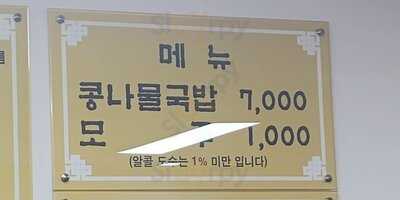 메 뉴
콩나물국밥 7,000
모 주 1,000
(알콜 도수는 1% 미만 입니다)